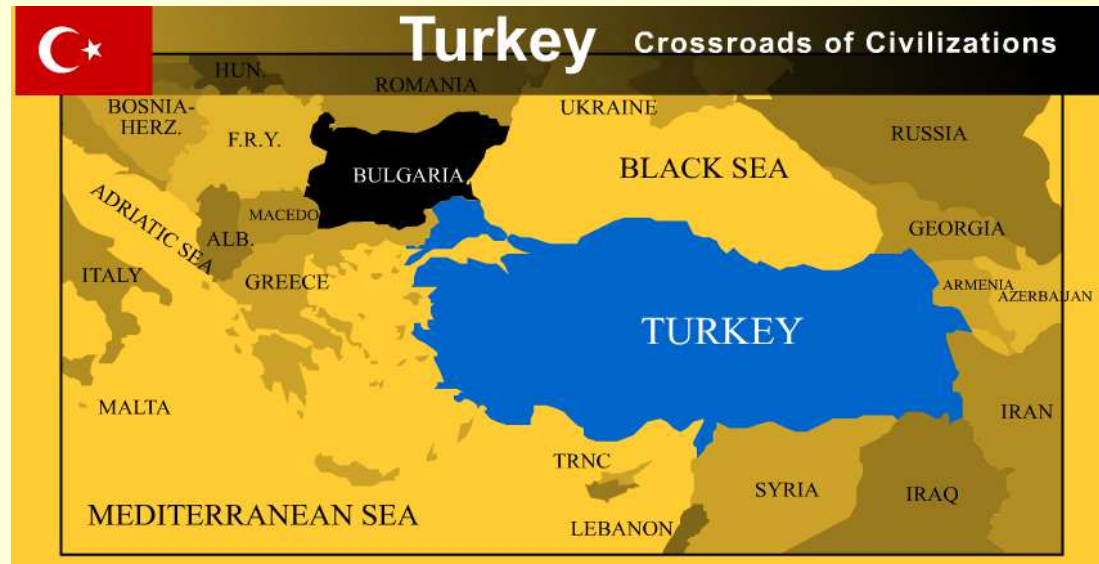 Turkey Crossroads of Civilizations
HUN.
ROMANIA
BOSNIA-
HERZ.
F.R.Y.
UKRAINE
RUSSIA
BULGARIA
BLACK SEA
ADRIATIC SEA
MACEDO
ALB.
GEORGIA
ITALY
GREECE
ARMENIA
AZERBAIJAN
TURKEY
MALTA
IRAN
TRNC
SYRIA
IRAQ
MEDITERRANEAN SEA
LEBANON